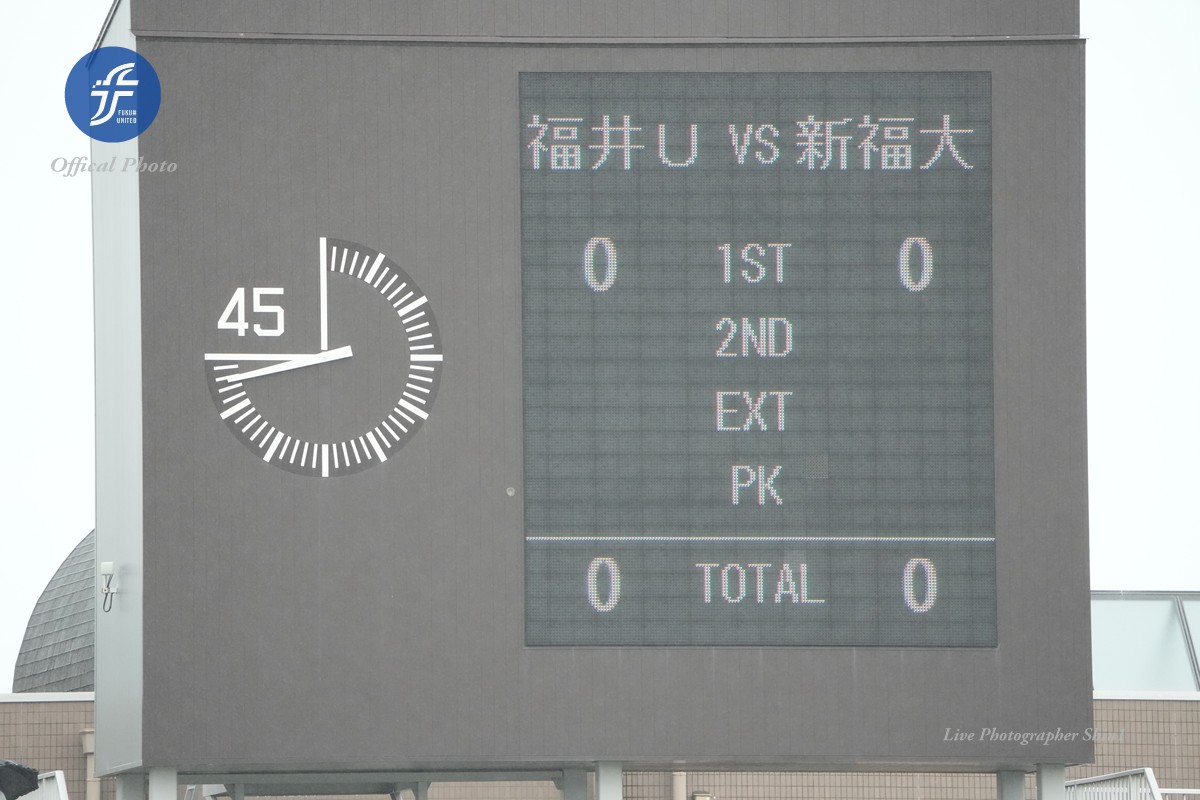 FUKUI
UNITED
Offical Photo
福井U VS 新福大
0 1ST 0
2ND
EXT
PK
0 TOTAL 0
45
Live Photographer Shin1